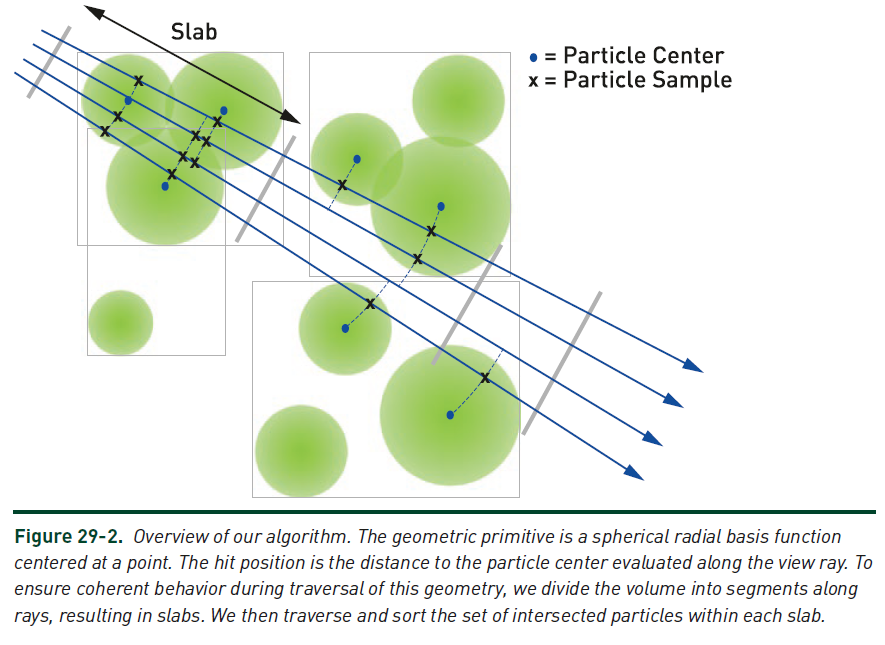 Slab
● = Particle Center
x = Particle Sample
Figure 29-2. Overview of our algorithm. The geometric primitive is a spherical radial basis function
centered at a point. The hit position is the distance to the particle center evaluated along the view ray. To
ensure coherent behavior during traversal of this geometry, we divide the volume into segments along
rays, resulting in slabs. We then traverse and sort the set of intersected particles within each slab.